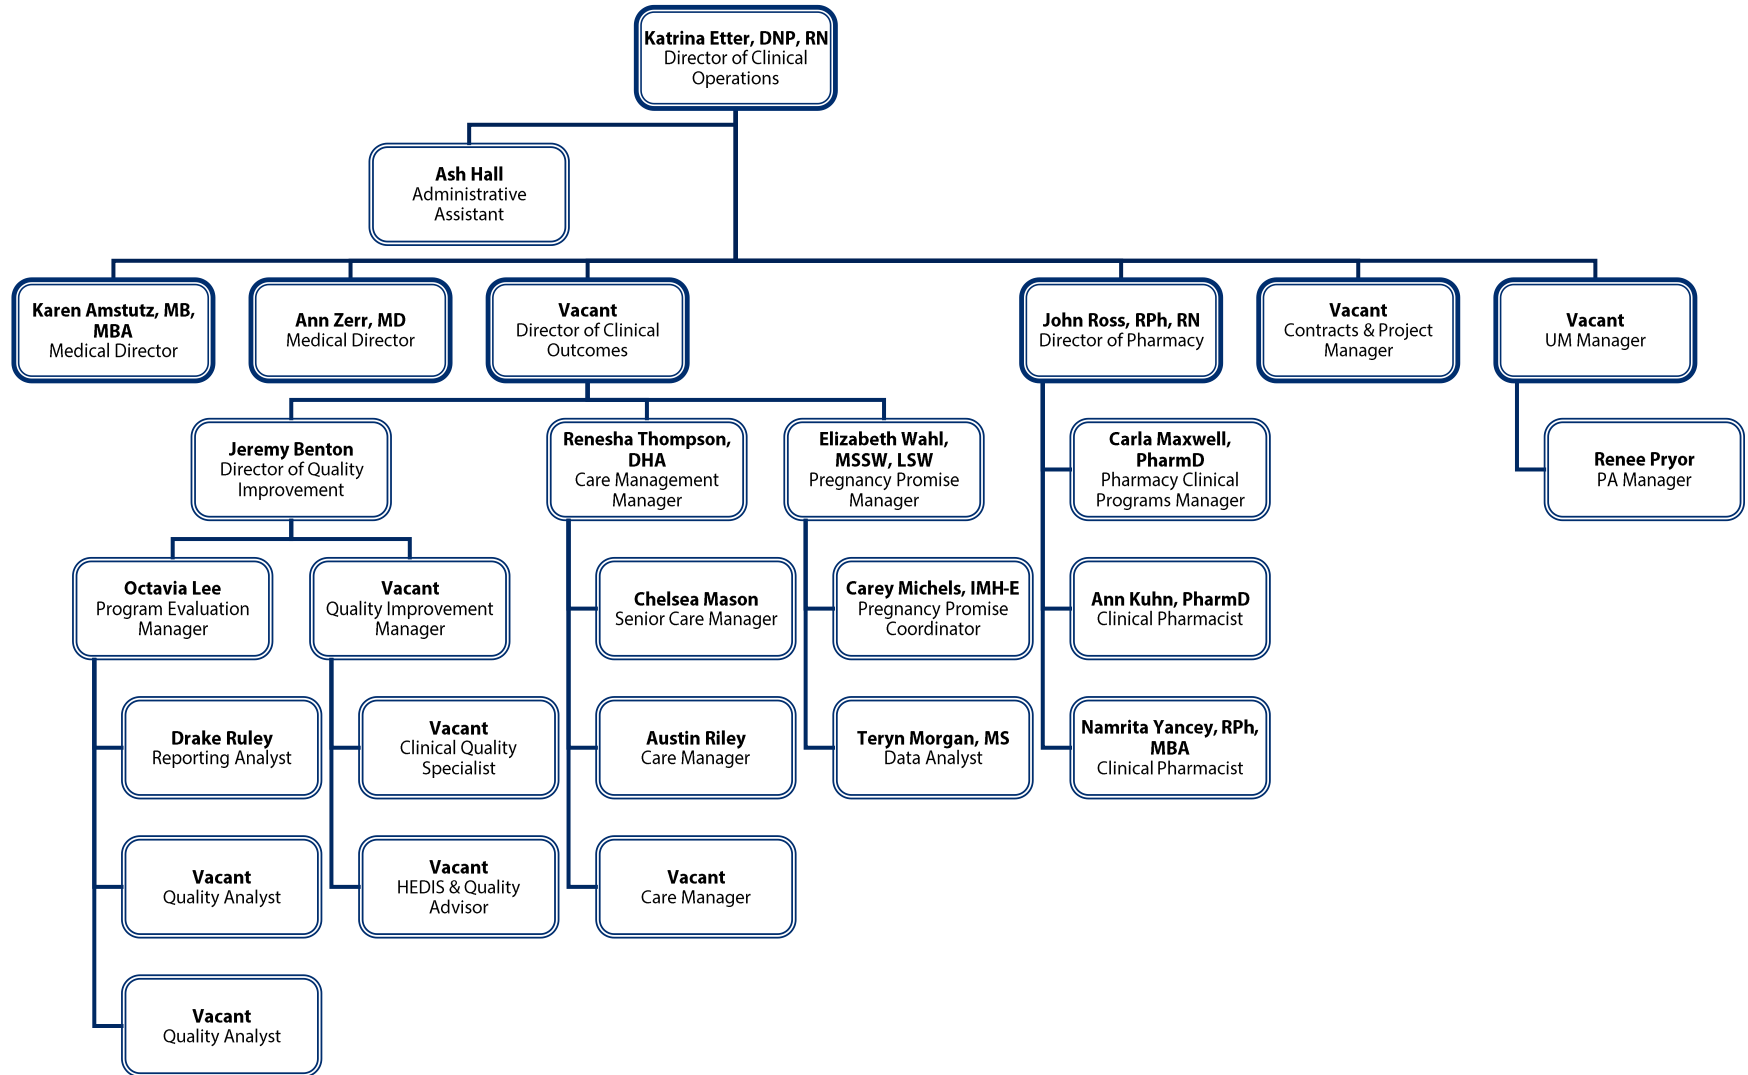 Katrina Etter, DNP, RN
Director of Clinical
Operations
Ash Hall
Administrative
Assistant
Karen Amstutz, MB,
MBA
Medical Director
Ann Zerr, MD
Medical Director
Vacant
Director of Clinical
Outcomes
John Ross, RPh, RN
Director of Pharmacy
Vacant
Contracts & Project
Manager
Vacant
UM Manager
Jeremy Benton
Director of Quality
Improvement
Renesha Thompson,
DHA
Care Management
Manager
Elizabeth Wahl,
MSSW, LSW
Pregnancy Promise
Manager
Carla Maxwell,
PharmD
Pharmacy Clinical
Programs Manager
Renee Pryor
PA Manager
Octavia Lee
Program Evaluation
Manager
Vacant
Quality Improvement
Manager
Chelsea Mason
Senior Care Manager
Carey Michels, IMH-E
Pregnancy Promise
Coordinator
Ann Kuhn, PharmD
Clinical Pharmacist
Drake Ruley
Reporting Analyst
Vacant
Clinical Quality
Specialist
Austin Riley
Care Manager
Teryn Morgan, MS
Data Analyst
Namrita Yancey, RPh,
MBA
Clinical Pharmacist
Vacant
Quality Analyst
Vacant
HEDIS & Quality
Advisor
Vacant
Care Manager
Vacant
Quality Analyst